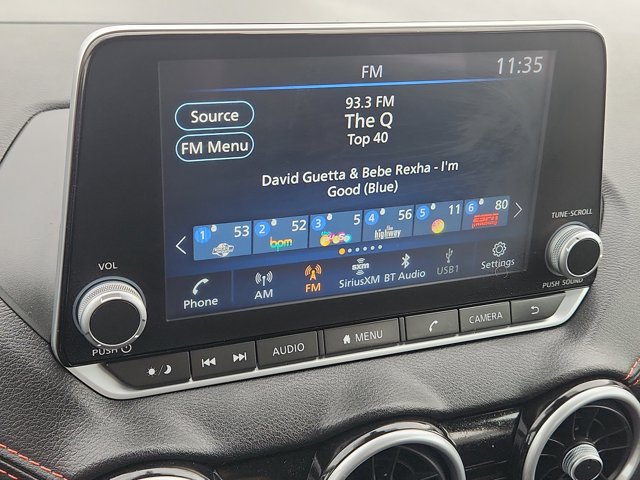 FM
11:35
Source
FM Menu
93.3 FM
The Q
Top 40
David Guetta & Bebe Rexha - I'm
Good (Blue)
1 53
2 52
3 5
4 56
5 11
6 80
bpm
highway
ESPN
Phone
AM
FM
sxm
SiriusXM
BT Audio
USB1
Settings
VOL
PUSH
TUNE·SCROLL
PUSH SOUND
AUDIO
MENU
CAMERA